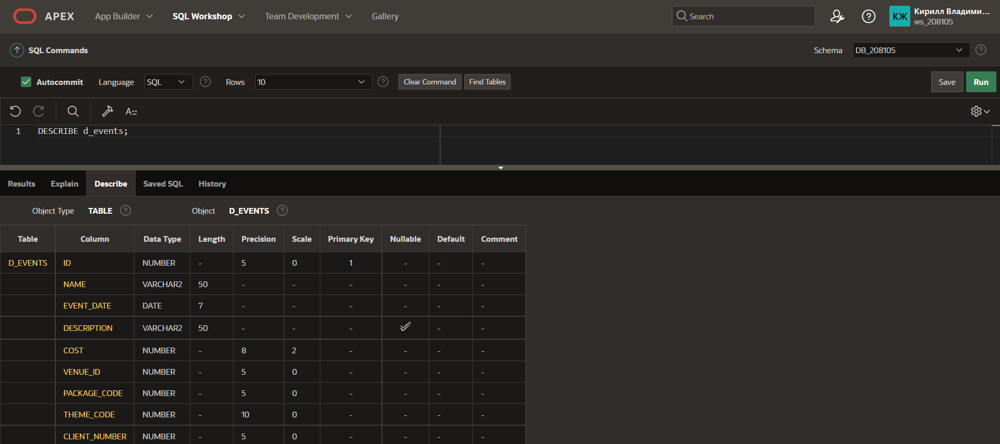 APEX App Builder SQL Workshop Team Development Gallery Search КЖ Кирилл Владими...
ws_208105
SQL Commands Schema DB_208105
Autocommit Language SQL Rows 10 Clear Command Find Tables Save Run
A::
1 DESCRIBE d_events;
Results Explain Describe Saved SQL History
Object Type TABLE Object D_EVENTS
Table Column Data Type Length Precision Scale Primary Key Nullable Default Comment
D_EVENTS ID NUMBER - 5 0 1 - - -
NAME VARCHAR2 50 - - - - - -
EVENT_DATE DATE 7 - - - - - -
DESCRIPTION VARCHAR2 50 - - - - -
COST NUMBER - 8 2 - - - -
VENUE_ID NUMBER - 5 0 - - - -
PACKAGE_CODE NUMBER - 5 0 - - - -
THEME_CODE NUMBER - 10 0 - - - -
CLIENT_NUMBER NUMBER - 5 0 - - - -